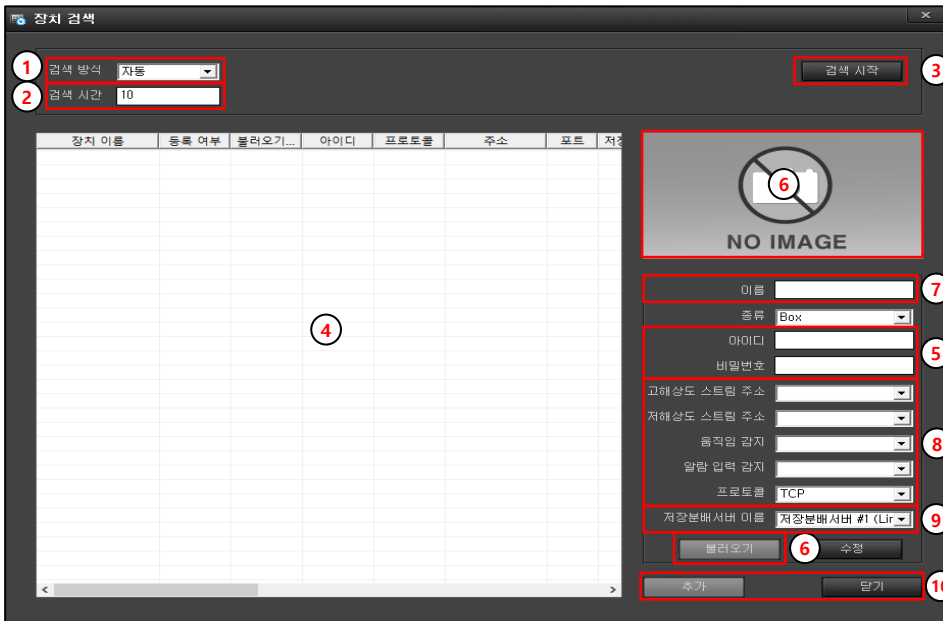 장치 검색
1 검색 방식 자동 검색 시작 3
2 검색 시간 10
장치 이름 등록 여부 불러오기... 아이디 프로토콜 주소 포트
6
NO IMAGE
이름 7
종류 Box
아이디
비밀번호 5
4
고해상도 스트림 주소
저해상도 스트림 주소
움직임 감지 8
알람 입력 감지
프로토콜 TCP
저장분배서버 이름 저장분배서버 #1 (Lir 9
불러오기 6 수정
추가 닫기 10